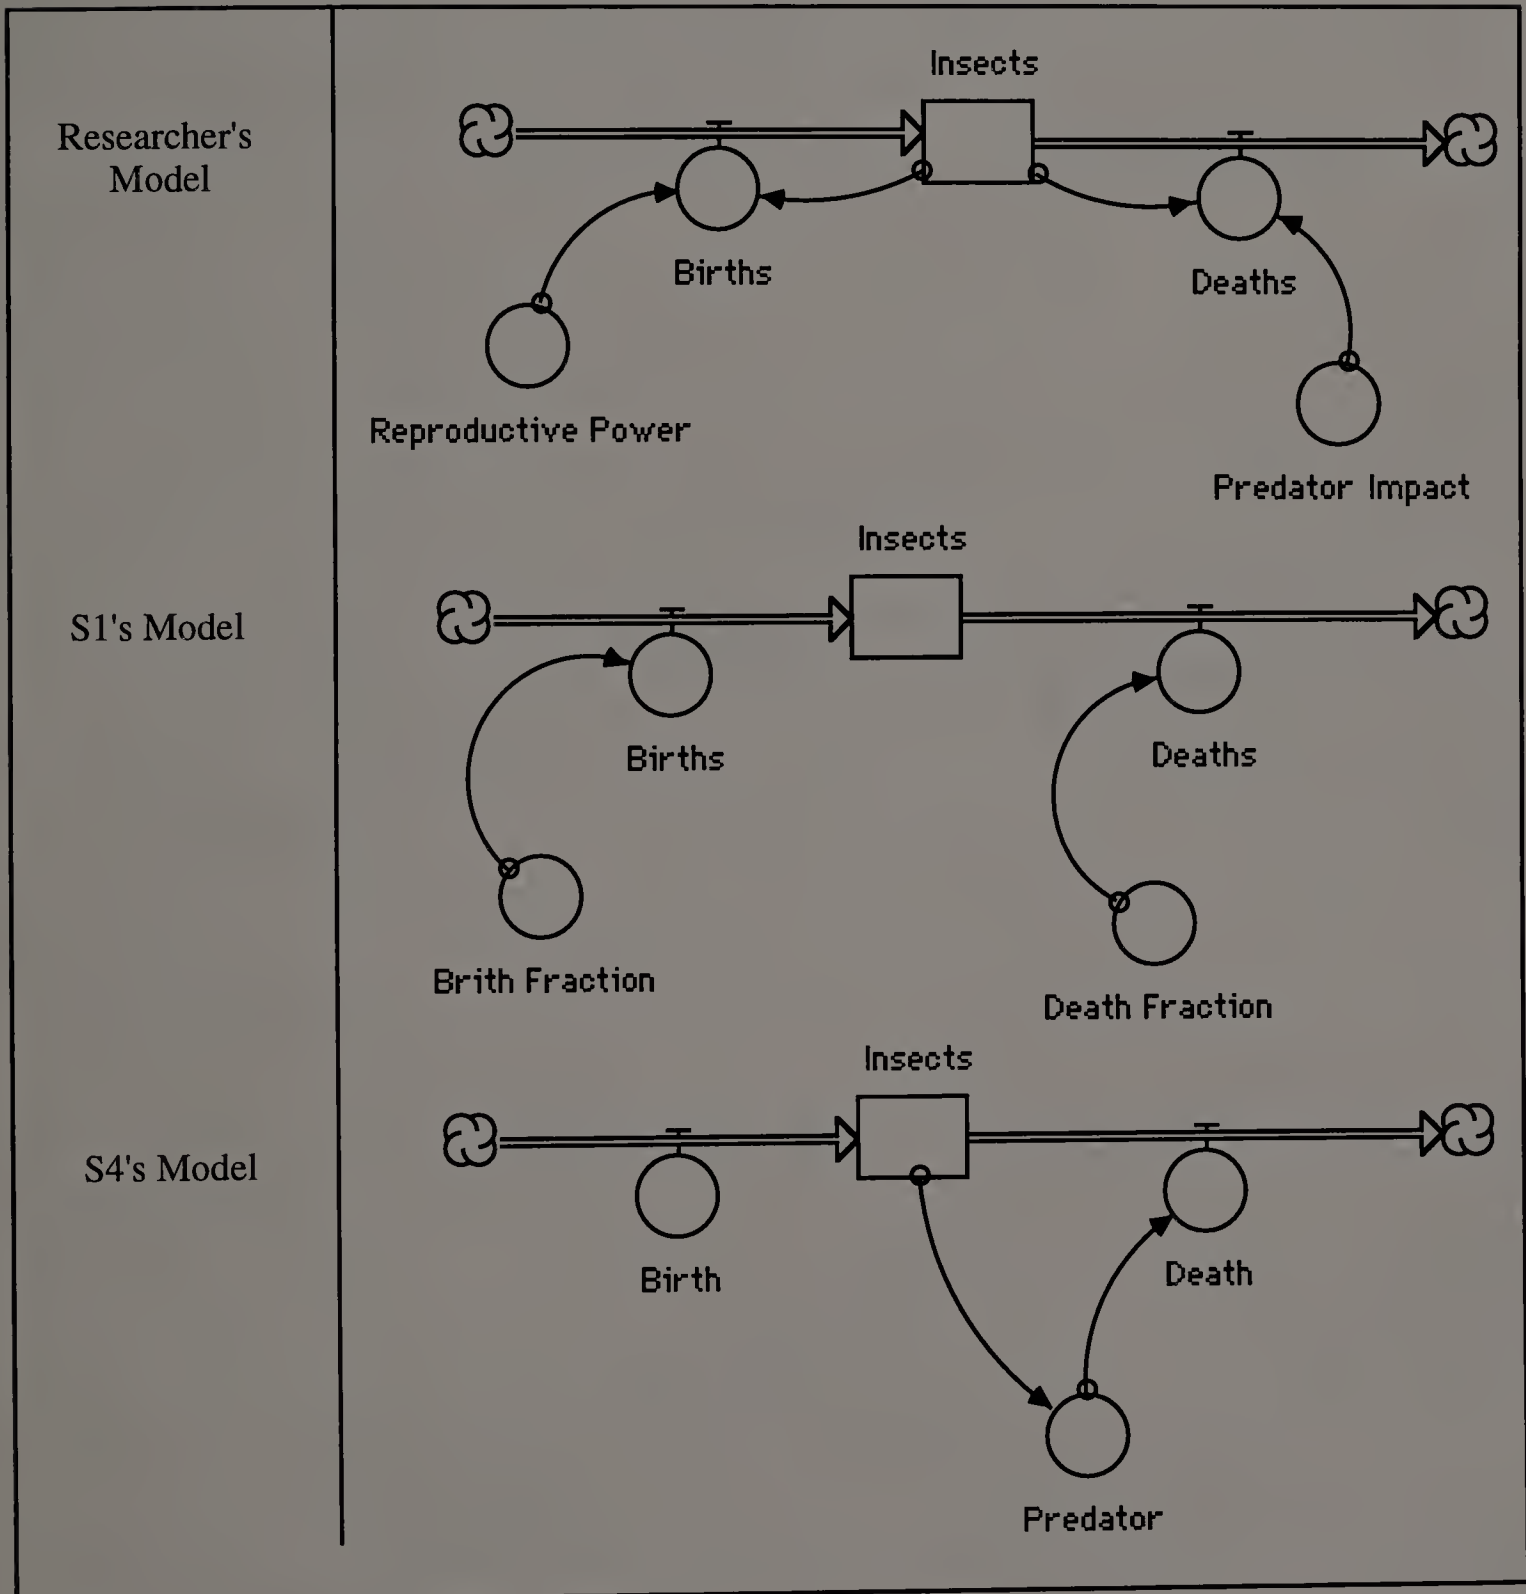 Researcher's
Model
Insects
Births
Deaths
Reproductive Power
Predator Impact
S1's Model
Insects
Births
Deaths
Brith Fraction
Death Fraction
S4's Model
Insects
Birth
Death
Predator